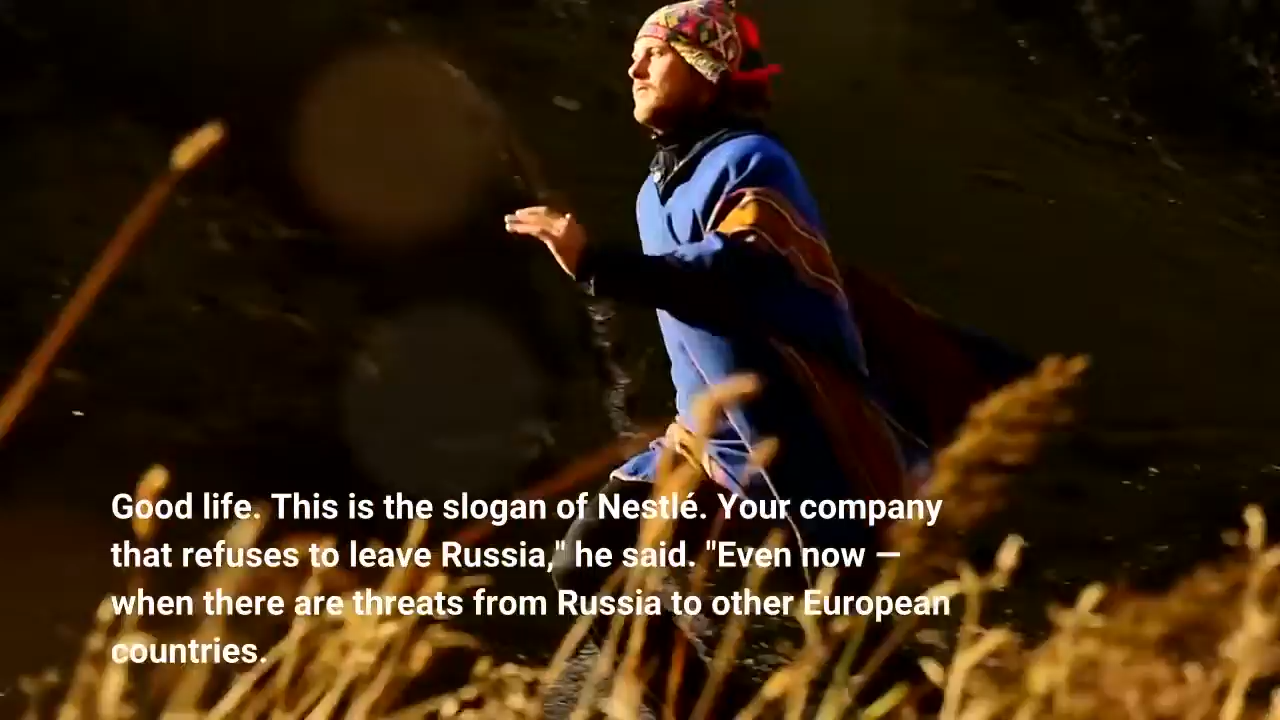 Good life. This is the slogan of Nestlé. Your company
that refuses to leave Russia," he said. "Even now —
when there are threats from Russia to other European
countries.